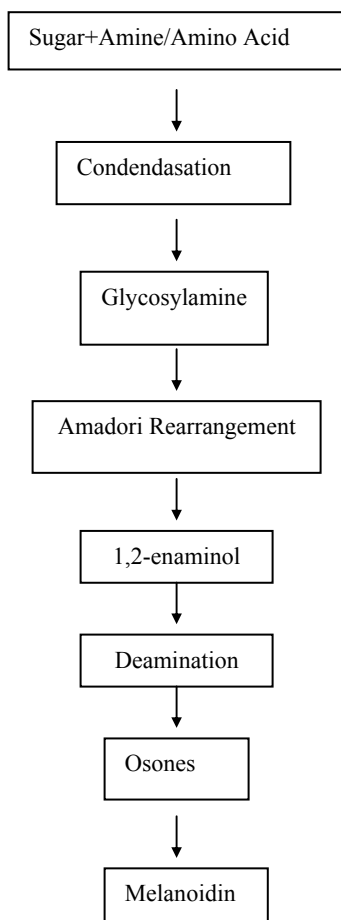 Sugar+Amine/Amino Acid
Condendasation
Glycosylamine
Amadori Rearrangement
1,2-enaminol
Deamination
Osones
Melanoidin